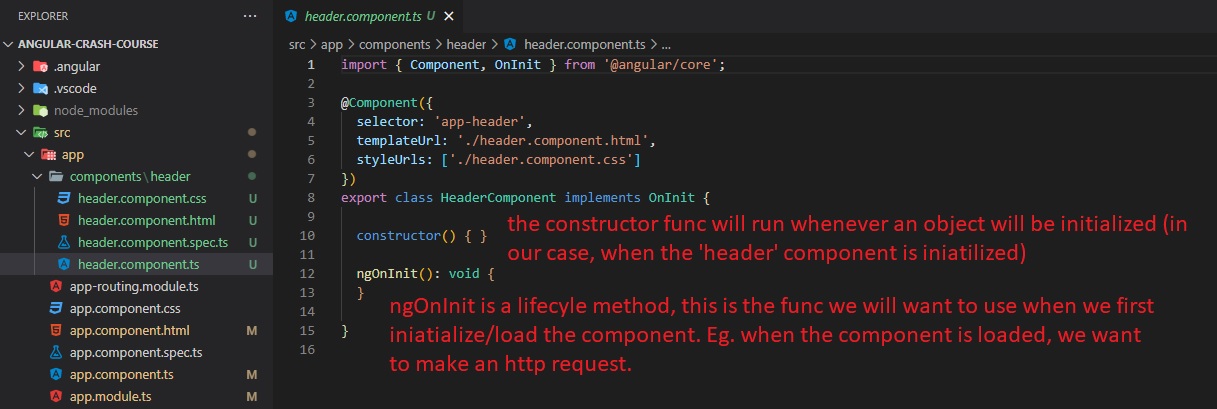 EXPLORER
ANGULAR-CRASH-COURSE
.angular
.vscode
node_modules
src
app
components\header
header.component.css U
header.component.html U
header.component.spec.ts U
header.component.ts U
app-routing.module.ts
app.component.css
app.component.html M
app.component.spec.ts
app.component.ts M
app.module.ts M
header.component.ts U
src > app > components > header > header.component.ts > ...
1 import { Component, OnInit } from '@angular/core';
2
3 @Component({
4 selector: 'app-header',
5 templateUrl: './header.component.html',
6 styleUrls: ['./header.component.css']
7 })
8 export class HeaderComponent implements OnInit {
9
10 constructor() { }
11
12 ngOnInit(): void {
13 }
14
15 }
16
the constructor func will run whenever an object will be initialized (in
our case, when the 'header' component is iniatilized)
ngOnInit is a lifecyle method, this is the func we will want to use when we first
iniatialize/load the component. Eg. when the component is loaded, we want
to make an http request.